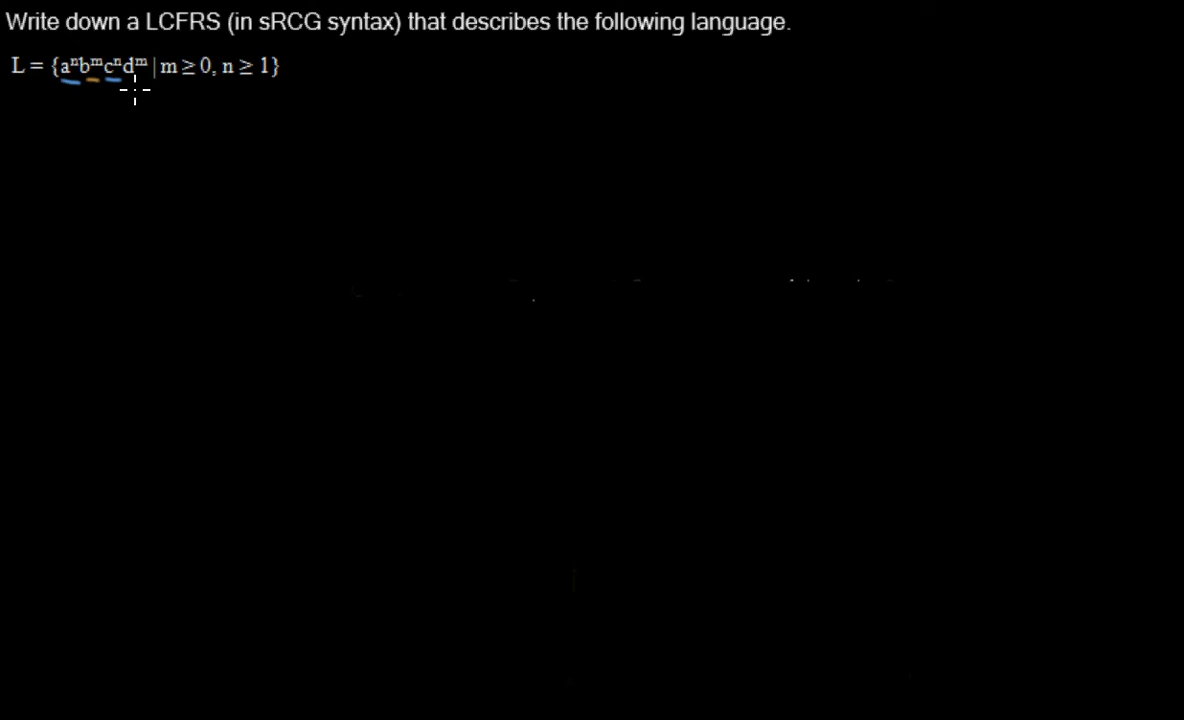 Write down a LCFRS (in sRCG syntax) that describes the following language.
L = {aⁿbᵐcⁿdᵐ | m ≥ 0, n ≥ 1}